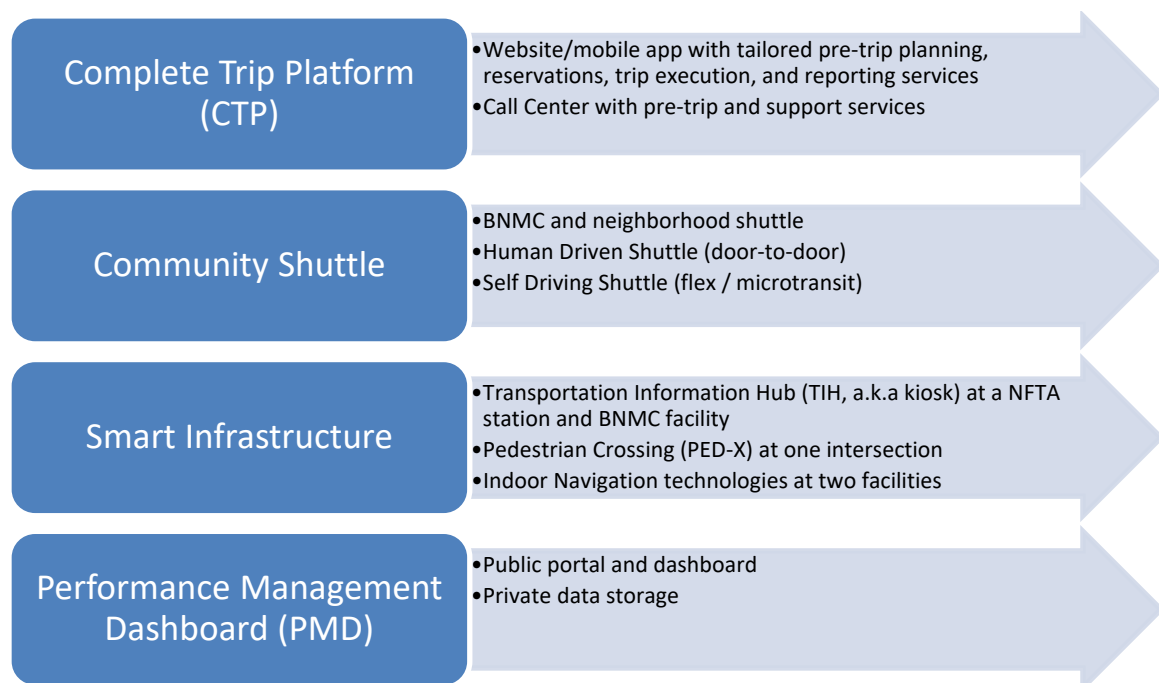 Complete Trip Platform
(CTP)
•Website/mobile app with tailored pre-trip planning,
reservations, trip execution, and reporting services
•Call Center with pre-trip and support services
Community Shuttle
•BNMC and neighborhood shuttle
•Human Driven Shuttle (door-to-door)
•Self Driving Shuttle (flex / microtransit)
Smart Infrastructure
•Transportation Information Hub (TIH, a.k.a kiosk) at a NFTA
station and BNMC facility
•Pedestrian Crossing (PED-X) at one intersection
•Indoor Navigation technologies at two facilities
Performance Management
Dashboard (PMD)
•Public portal and dashboard
•Private data storage